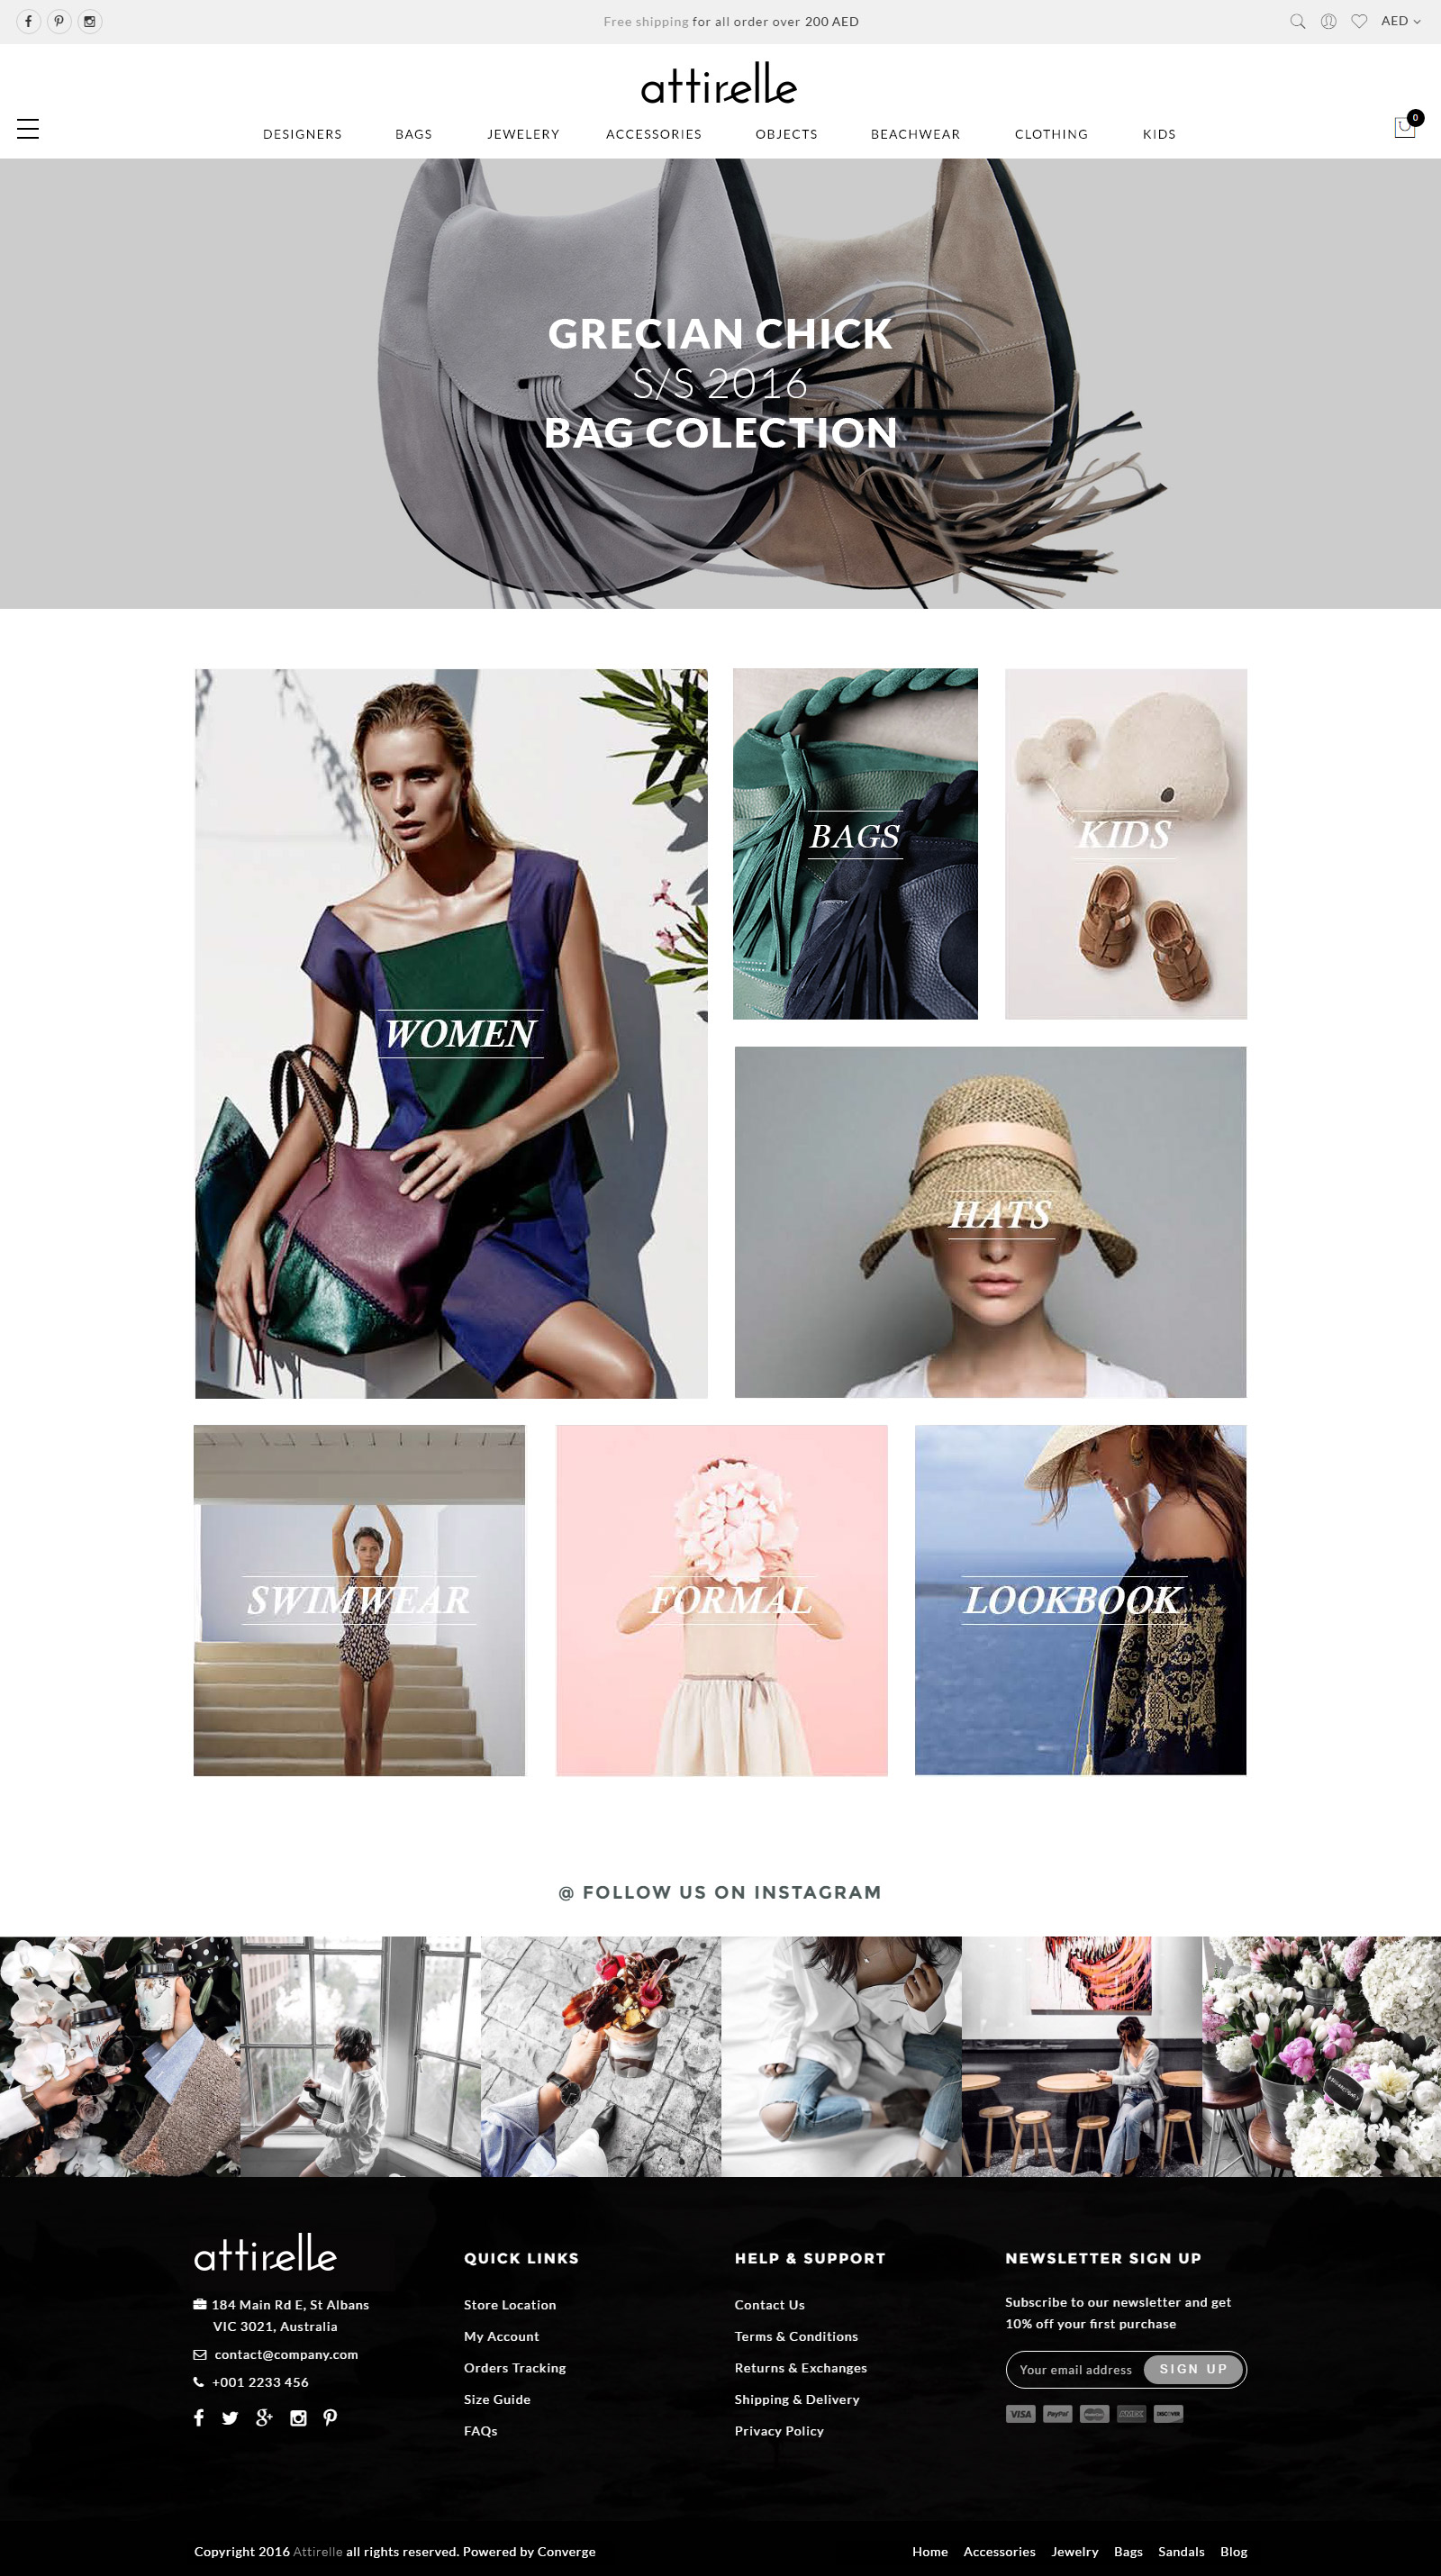 Free shipping for all order over 200 AED
AED
attirelle
0
DESIGNERS BAGS JEWELERY ACCESSORIES OBJECTS BEACHWEAR CLOTHING KIDS
GRECIAN CHICK
S/S 2016
BAG COLECTION
WOMEN
BAGS
KIDS
HATS
SWIMWEAR
FORMAL
LOOKBOOK
@ FOLLOW US ON INSTAGRAM
attirelle
184 Main Rd E, St Albans
VIC 3021, Australia
contact@company.com
+001 2233 456
QUICK LINKS
Store Location
My Account
Orders Tracking
Size Guide
FAQs
HELP & SUPPORT
Contact Us
Terms & Conditions
Returns & Exchanges
Shipping & Delivery
Privacy Policy
NEWSLETTER SIGN UP
Subscribe to our newsletter and get
10% off your first purchase
Your email address SIGN UP
VISA PayPal MasterCard AMEX DISCOVER
Copyright 2016 Attirelle all rights reserved. Powered by Converge
Home Accessories Jewelry Bags Sandals Blog